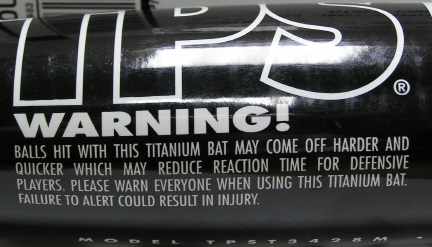 TPS®
WARNING!
BALLS HIT WITH THIS TITANIUM BAT MAY COME OFF HARDER AND
QUICKER WHICH MAY REDUCE REACTION TIME FOR DEFENSIVE
PLAYERS. PLEASE WARN EVERYONE WHEN USING THIS TITANIUM BAT.
FAILURE TO ALERT COULD RESULT IN INJURY.
MODEL TPST3428M